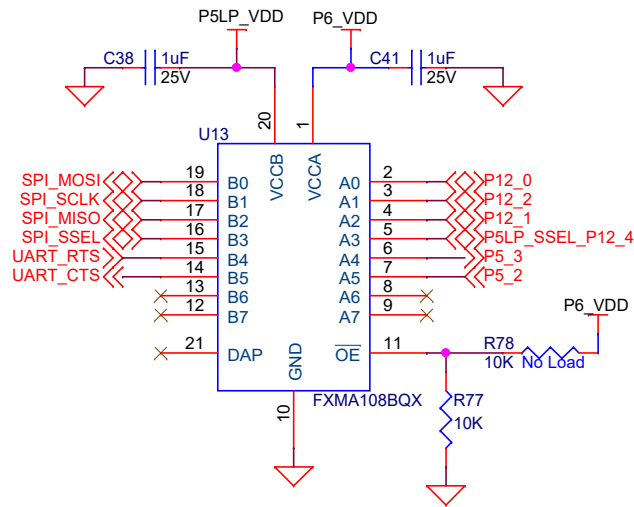 P5LP_VDD P6_VDD
C38 1uF 25V C41 1uF 25V
U13 20 1
VCCB VCCA
SPI_MOSI 19 B0 A0 2 P12_0
SPI_SCLK 18 B1 A1 3 P12_2
SPI_MISO 17 B2 A2 4 P12_1
SPI_SSEL 16 B3 A3 5 P5LP_SSEL_P12_4
UART_RTS 15 B4 A4 6 P5_3
UART_CTS 14 B5 A5 7 P5_2
13 B6 A6 8
12 B7 A7 9
P6_VDD
21 DAP GND OE 11 R78
10K No Load
10 FXMA108BQX R77
10K